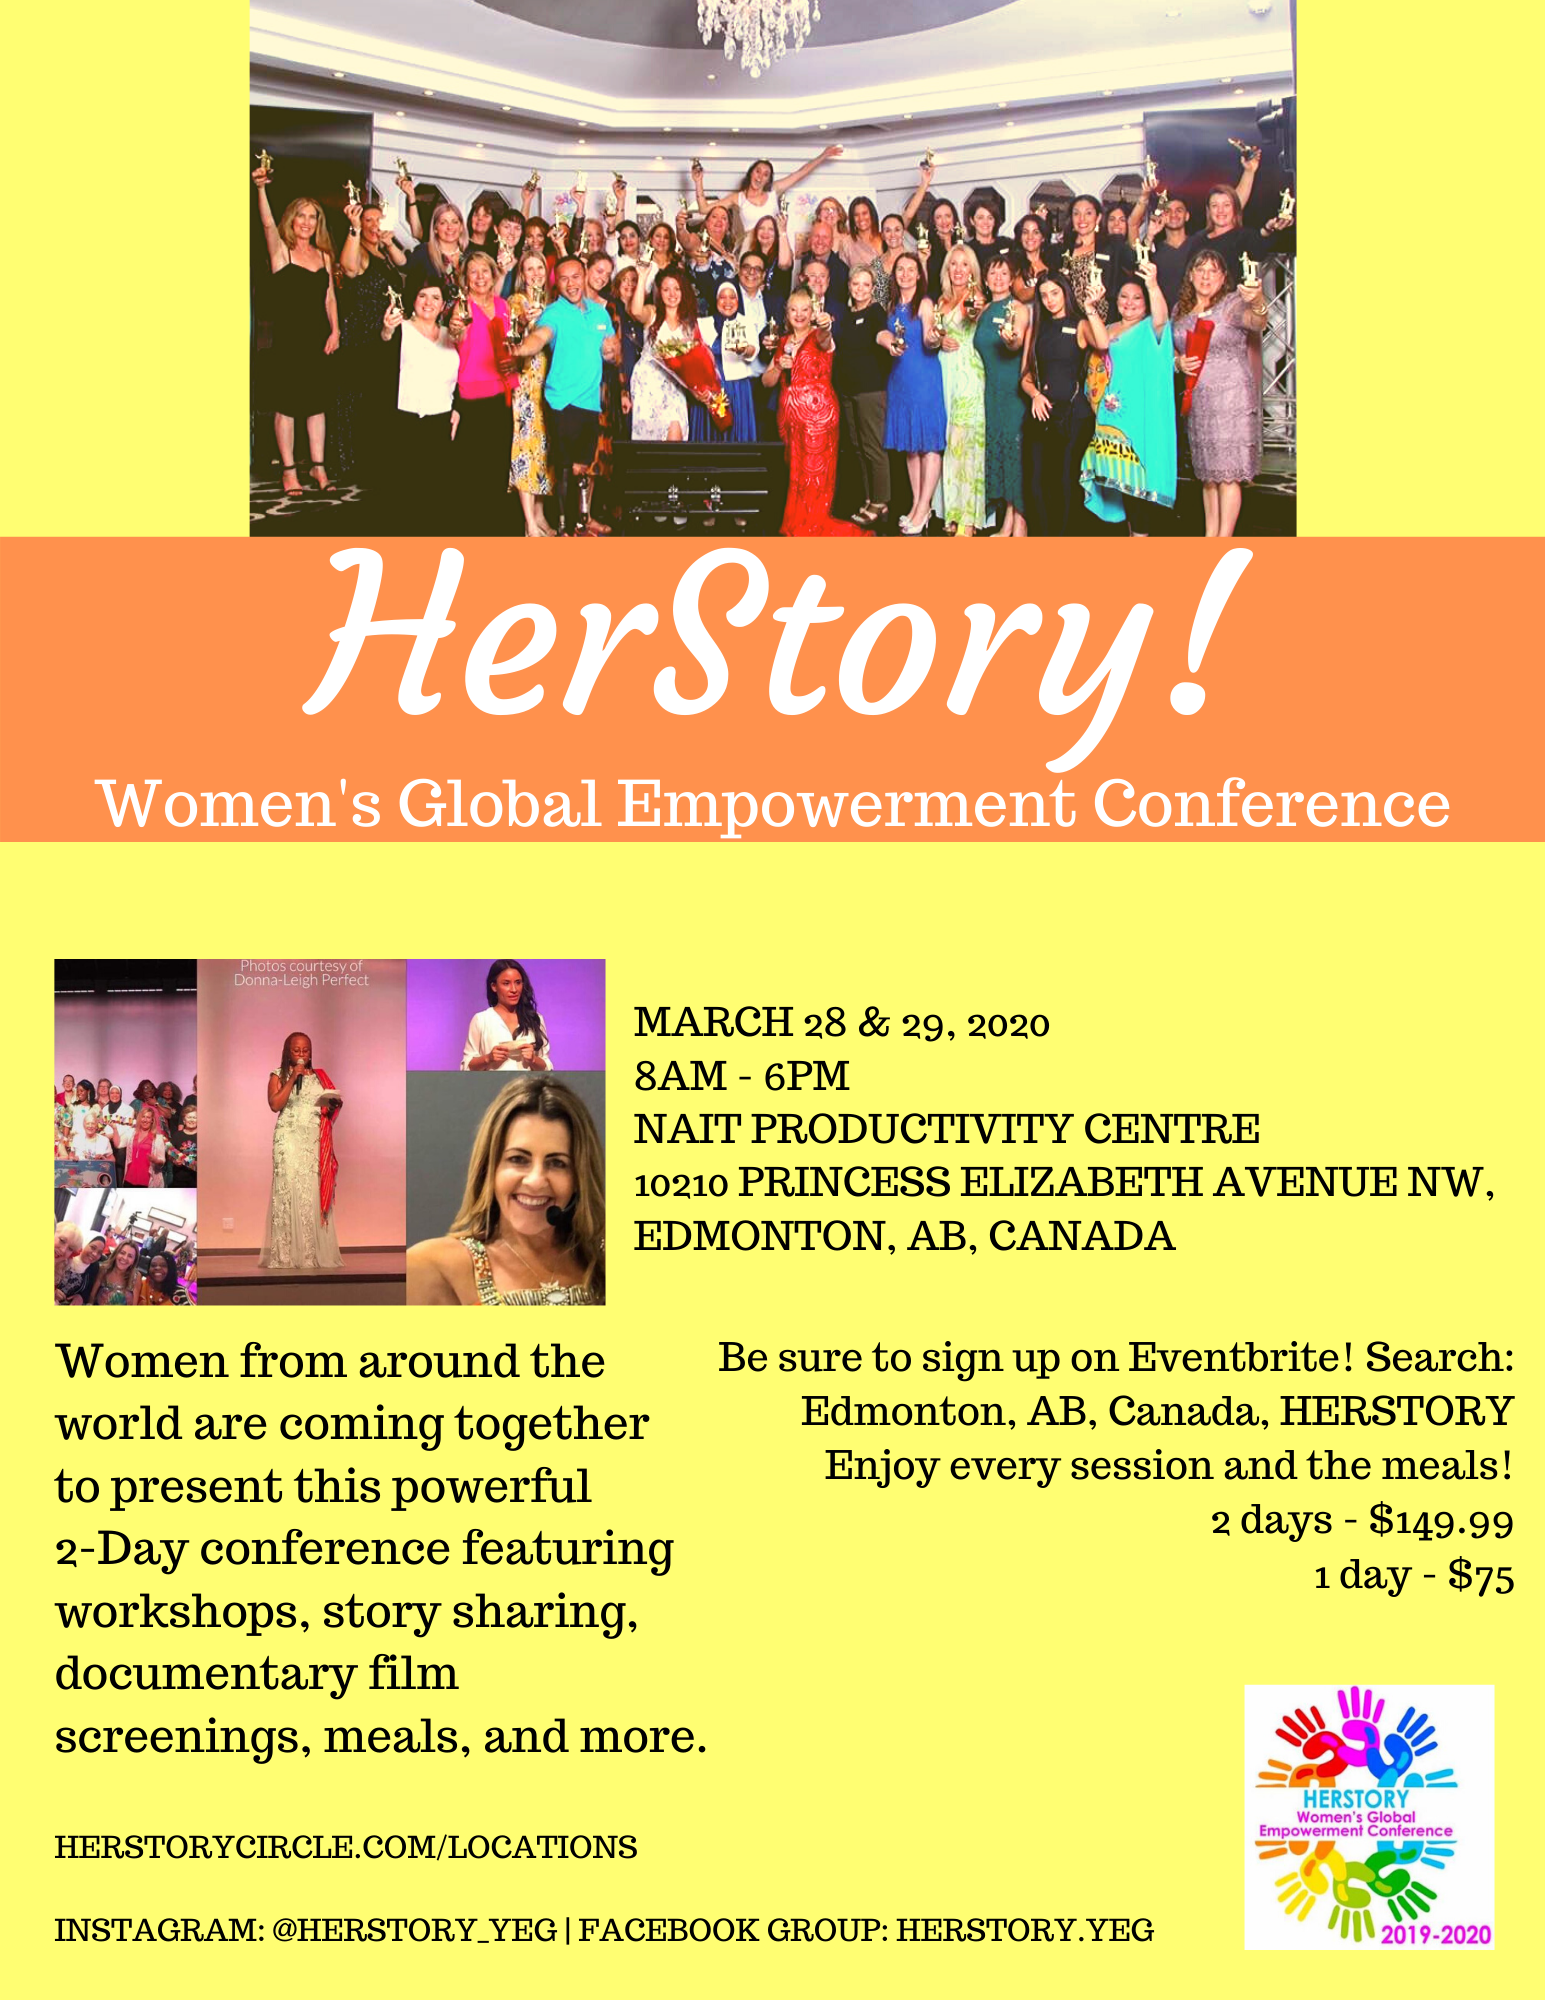 HerStory!
Women's Global Empowerment Conference
Photos courtesy of
Donna-Leigh Perfect
MARCH 28 & 29, 2020
8AM - 6PM
NAIT PRODUCTIVITY CENTRE
10210 PRINCESS ELIZABETH AVENUE NW,
EDMONTON, AB, CANADA
Women from around the
world are coming together
to present this powerful
2-Day conference featuring
workshops, story sharing,
documentary film
screenings, meals, and more.
Be sure to sign up on Eventbrite! Search:
Edmonton, AB, Canada, HERSTORY
Enjoy every session and the meals!
2 days - $149.99
1 day - $75
HERSTORYCIRCLE.COM/LOCATIONS
INSTAGRAM: @HERSTORY_YEG | FACEBOOK GROUP: HERSTORY.YEG
HERSTORY
Women's Global
Empowerment Conference
2019-2020